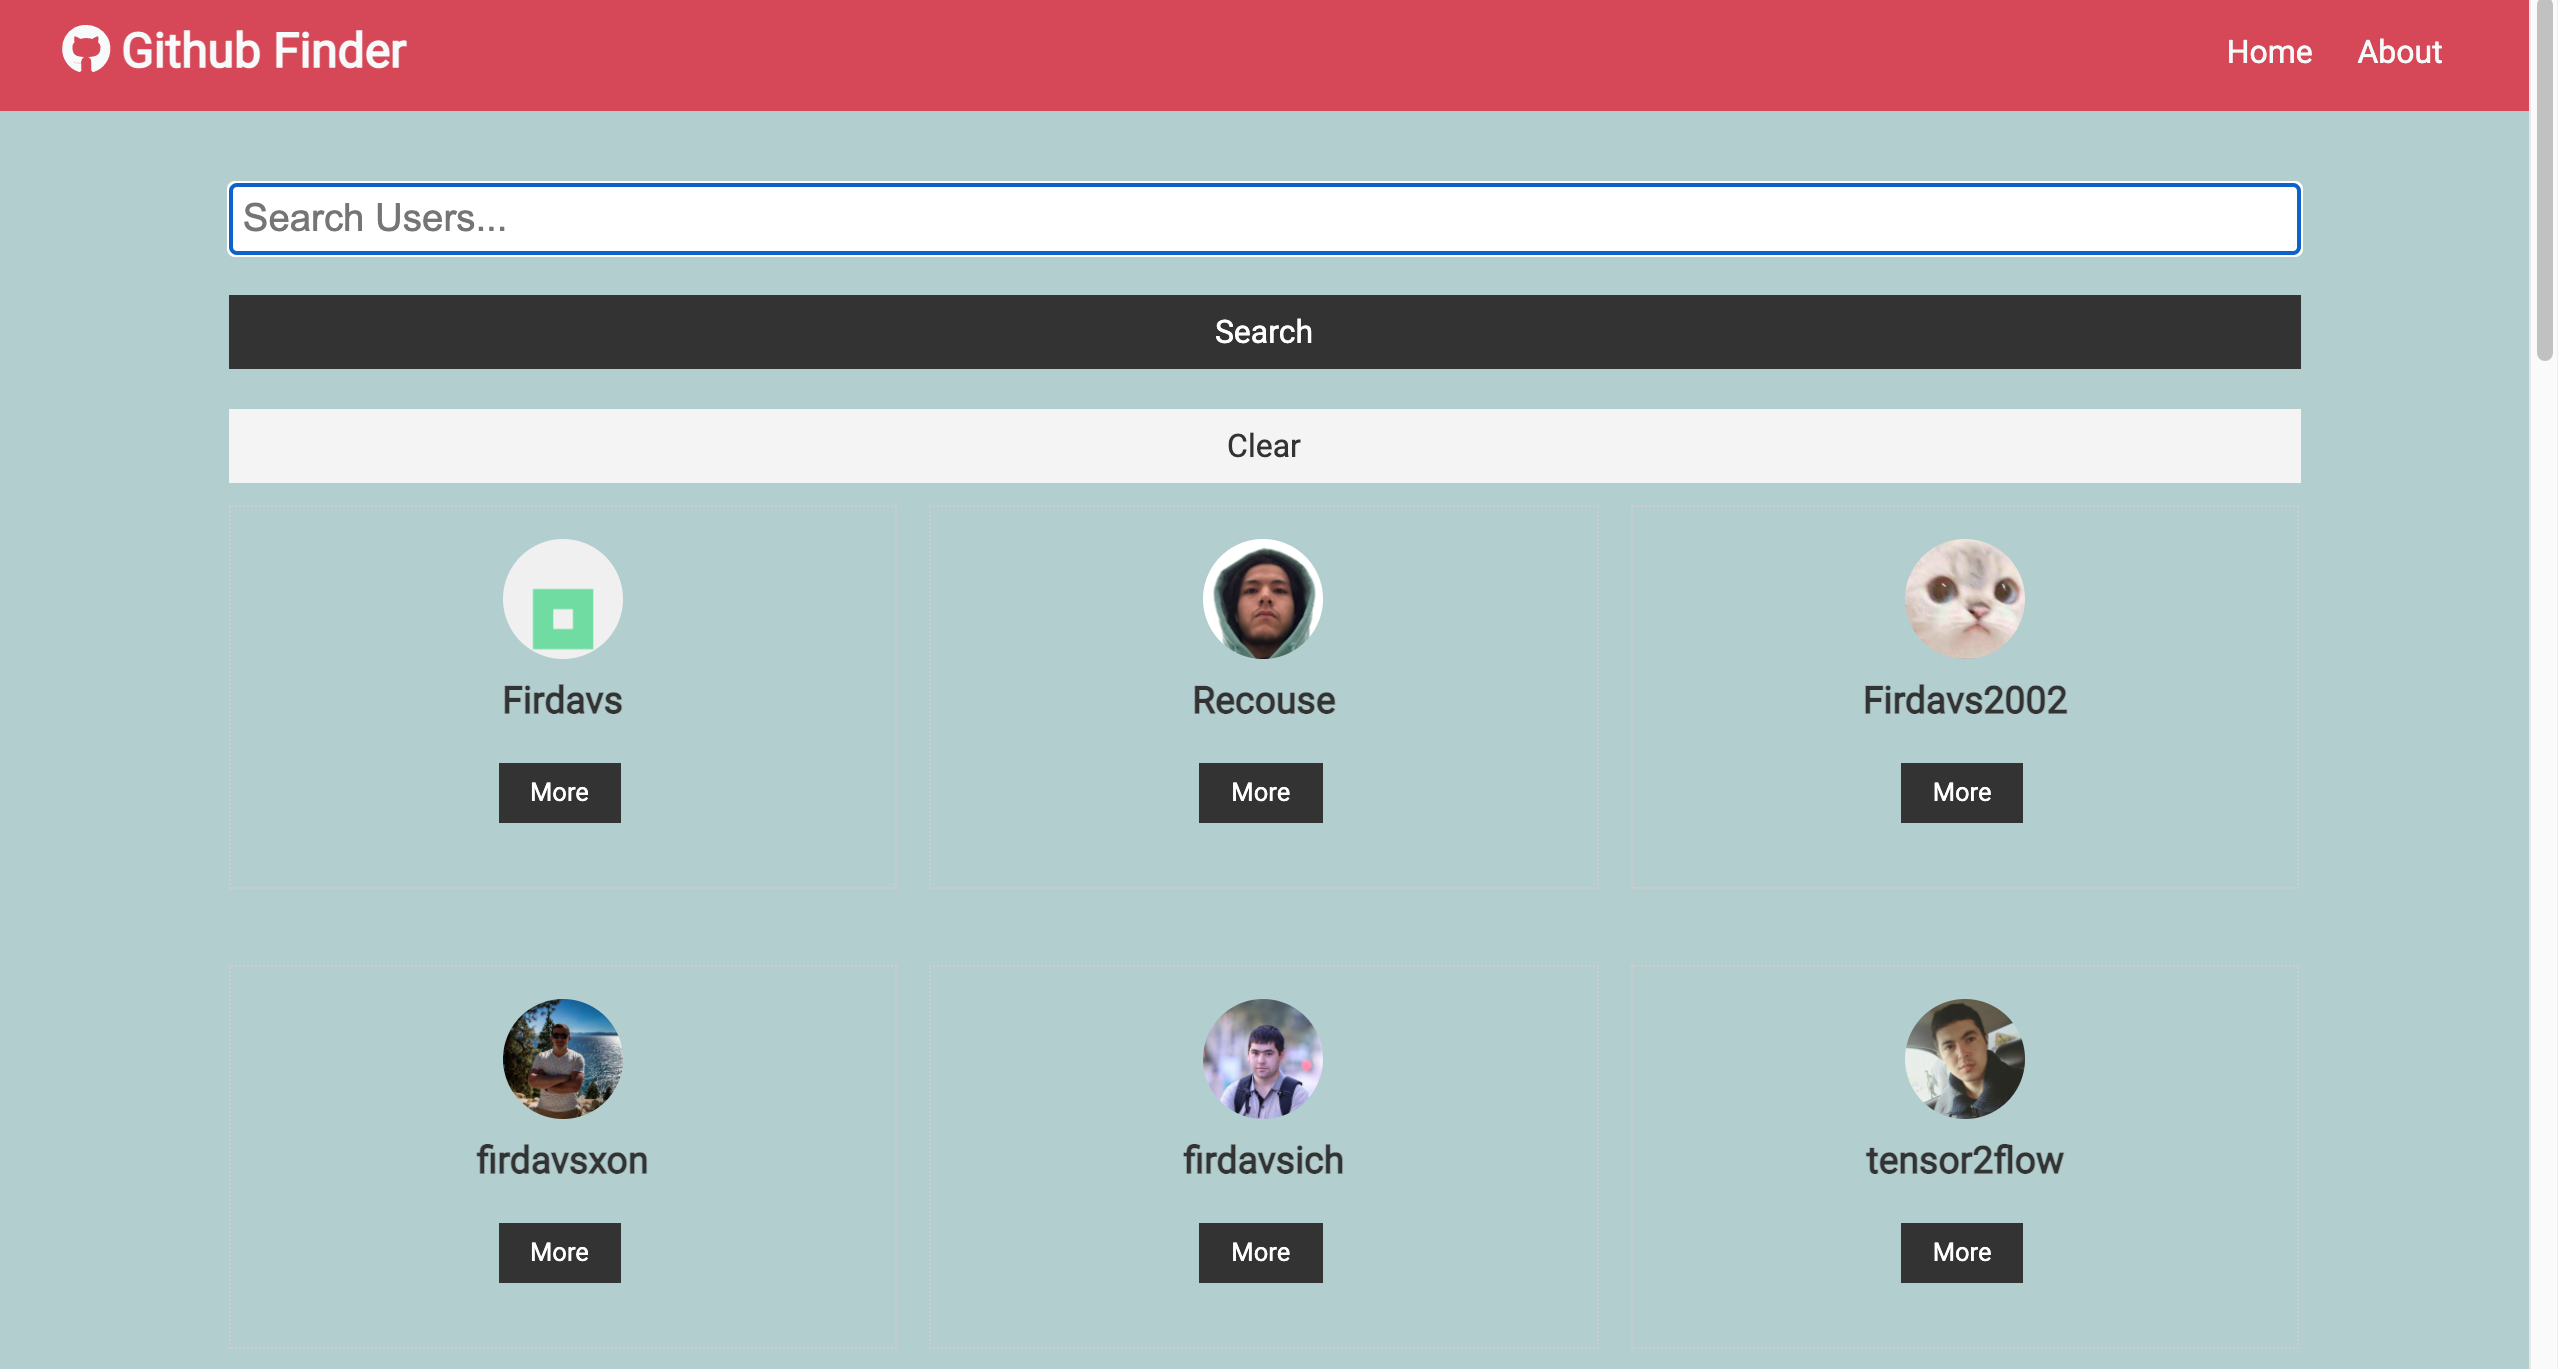 Github Finder
Home About
Search Users...
Search
Clear
Firdavs Recouse Firdavs2002
More More More
firdavsxon firdavsich tensor2flow
More More More